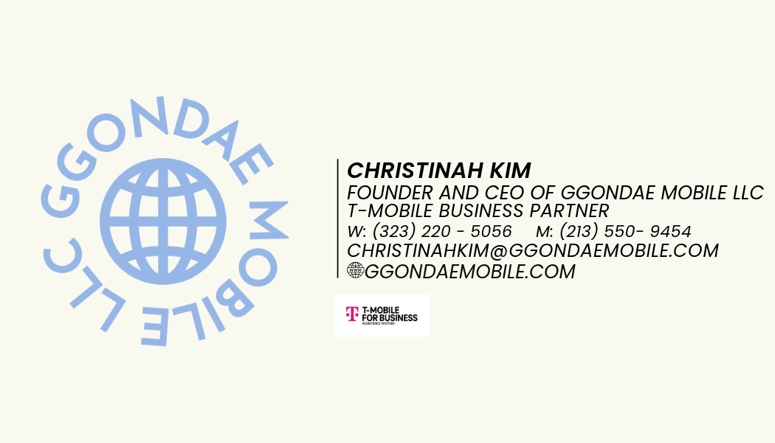 GGONDAE MOBILE LLC
CHRISTINAH KIM
FOUNDER AND CEO OF GGONDAE MOBILE LLC
T-MOBILE BUSINESS PARTNER
W: (323) 220 - 5056 M: (213) 550- 9454
CHRISTINAHKIM@GGONDAEMOBILE.COM
GGONDAEMOBILE.COM
T T-MOBILE
FOR BUSINESS